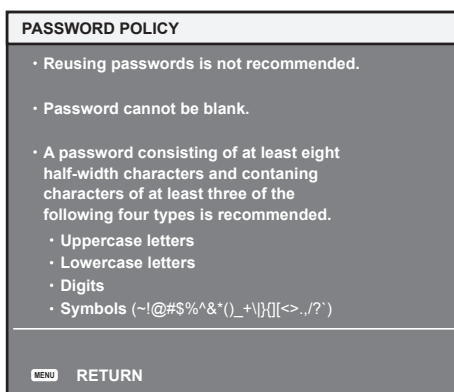 PASSWORD POLICY
・Reusing passwords is not recommended.
・Password cannot be blank.
・A password consisting of at least eight
half-width characters and contaning
characters of at least three of the
following four types is recommended.
・Uppercase letters
・Lowercase letters
・Digits
・Symbols (~!@#$%^&*()_+\|}{][<>.,/?`)
MENU RETURN